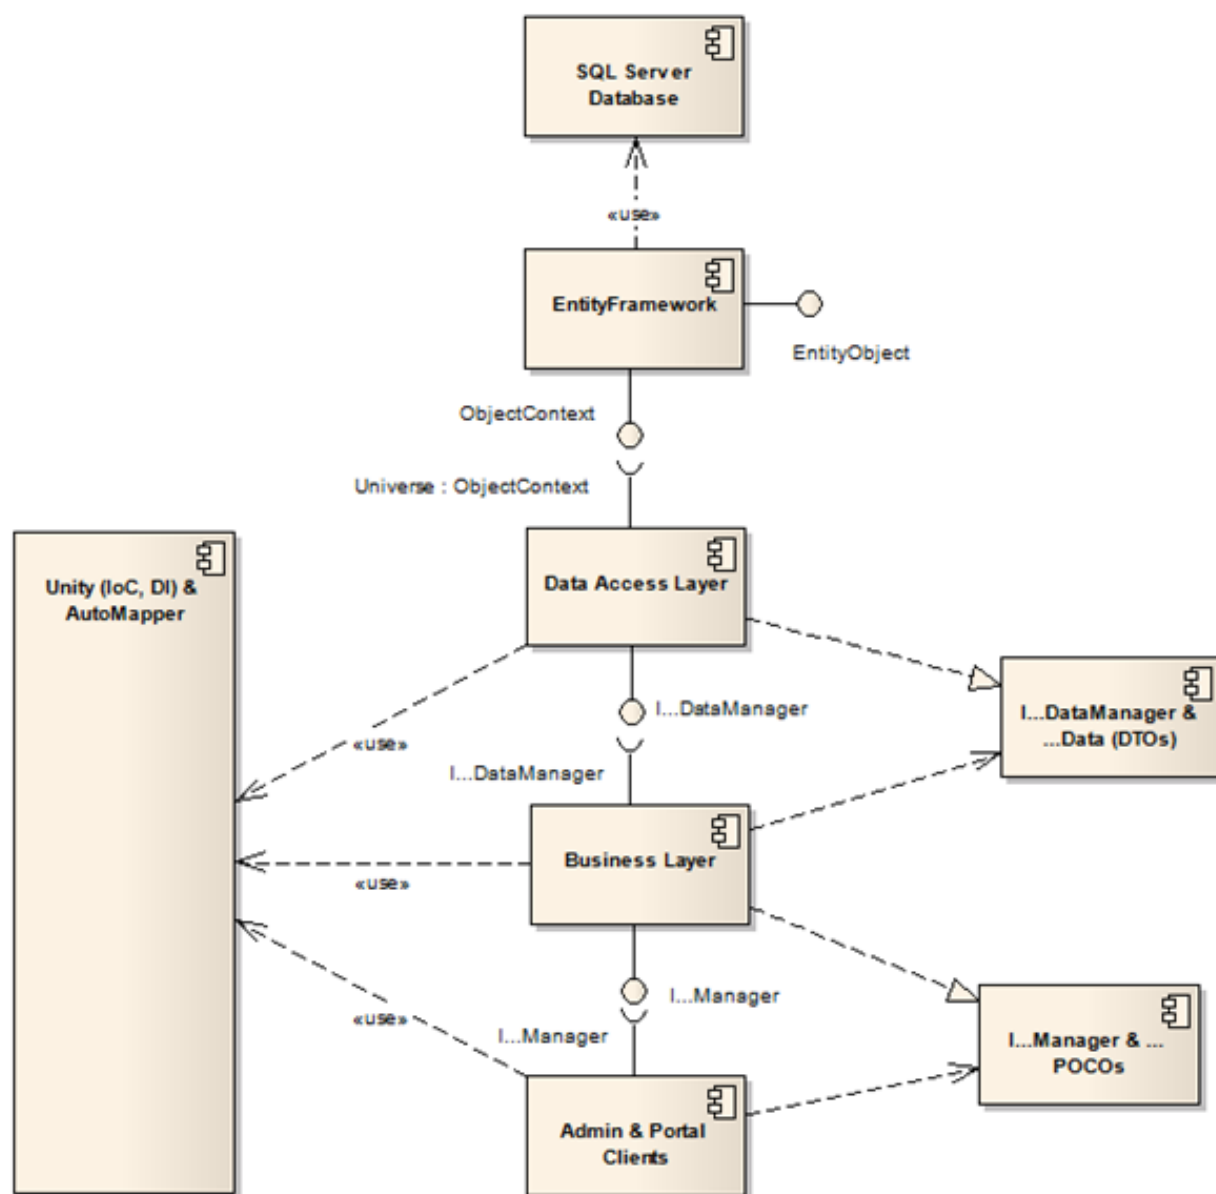 SQL Server
Database
«use»
EntityFramework
EntityObject
ObjectContext
Universe : ObjectContext
Unity (IoC, DI) &
AutoMapper
Data Access Layer
I...DataManager
I...DataManager &
...Data (DTOs)
«use»
I...DataManager
Business Layer
«use»
I...Manager
«use»
I...Manager
I...Manager & ...
POCOs
Admin & Portal
Clients